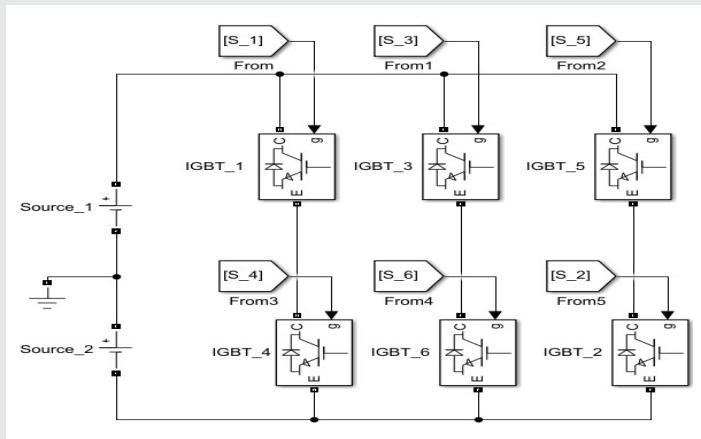 [S_1] [S_3] [S_5]
From From1 From2
C g C g C g
IGBT_1 IGBT_3 IGBT_5
E E E
+
Source_1
[S_4] [S_6] [S_2]
From3 From4 From5
C g C g C g
+
Source_2 IGBT_4 IGBT_6 IGBT_2
E E E